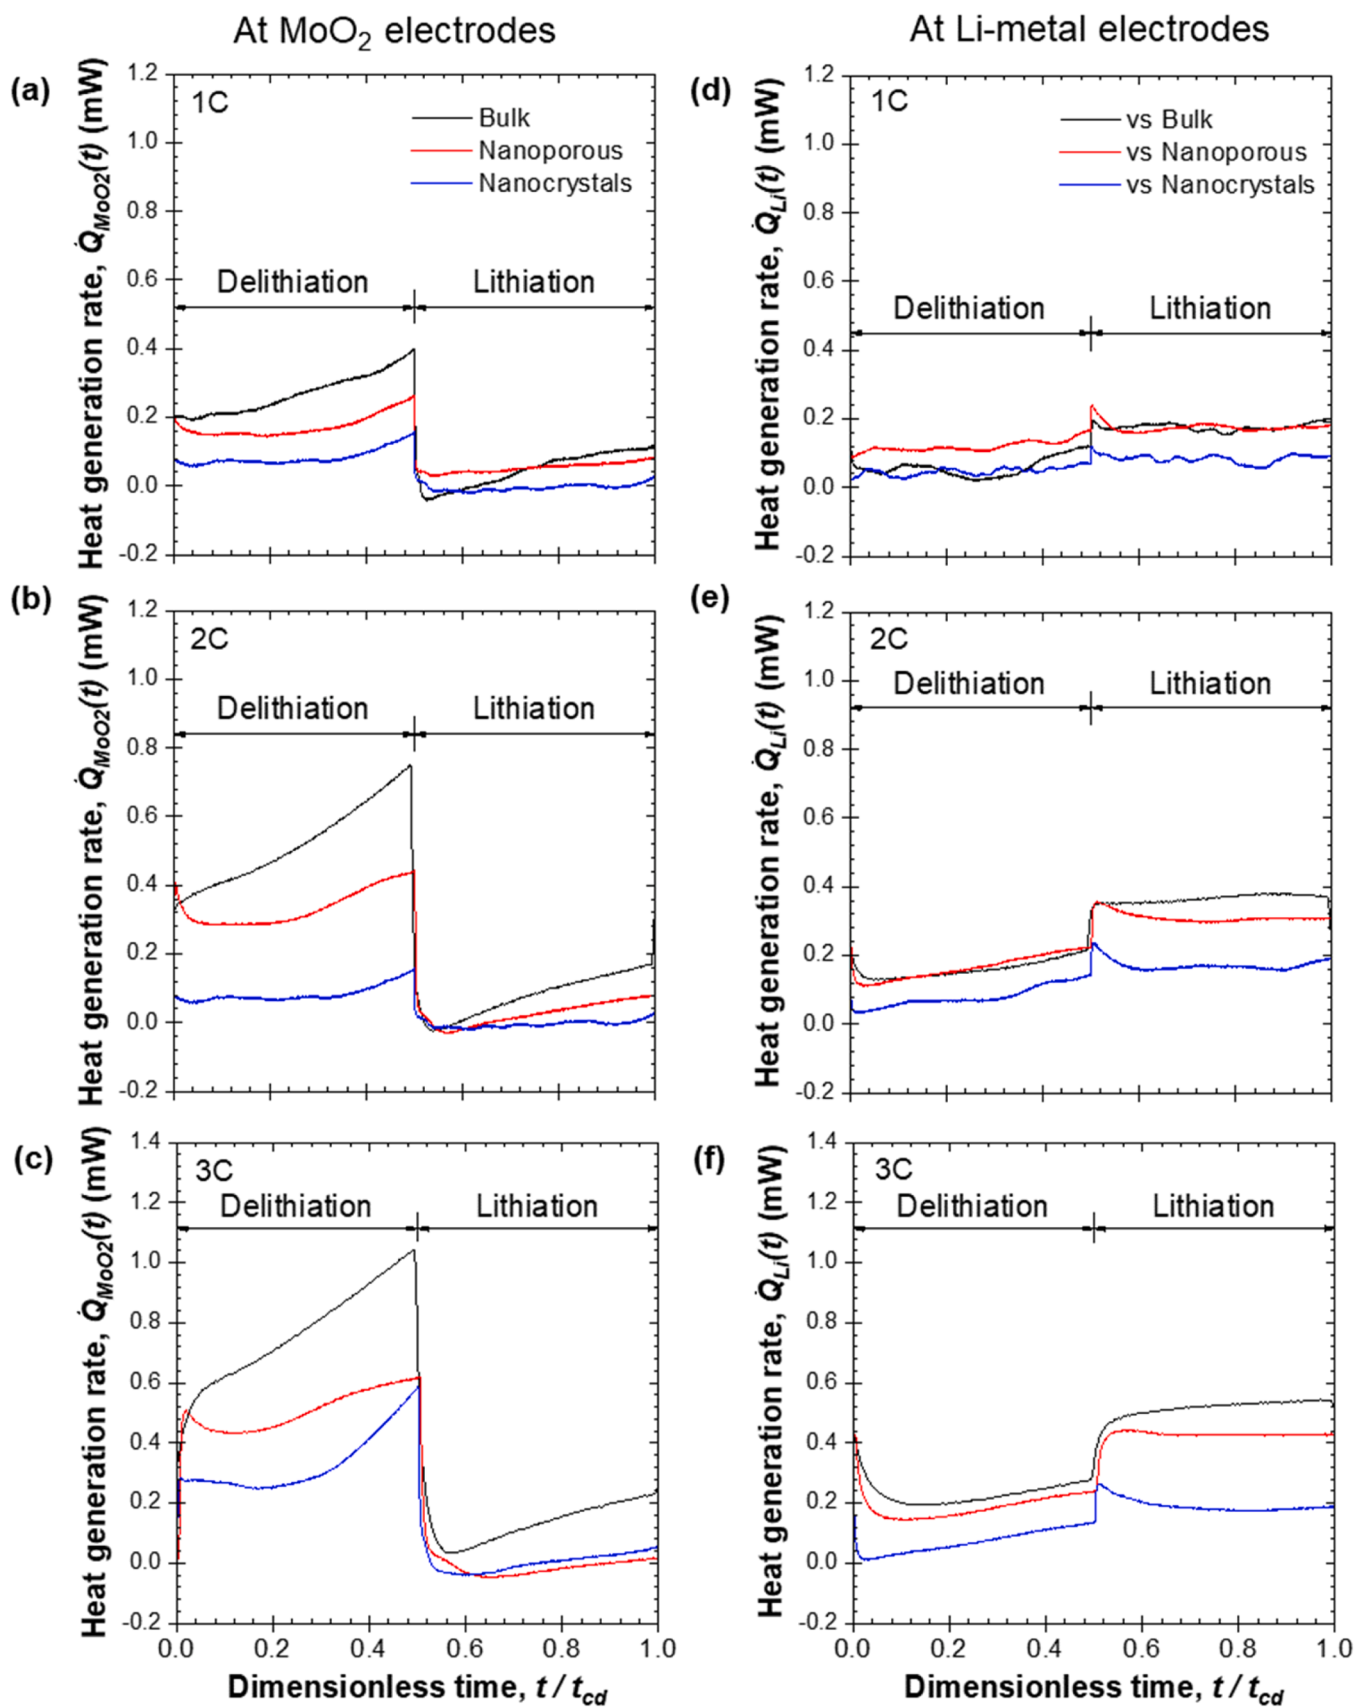 At MoO2 electrodes
At Li-metal electrodes
(a)
Heat generation rate, Q̇MoO2(t) (mW)
1.2
1.0
0.8
0.6
0.4
0.2
0.0
-0.2
1C
Bulk
Nanoporous
Nanocrystals
Delithiation
Lithiation
(d)
Heat generation rate, Q̇Li(t) (mW)
1.2
1.0
0.8
0.6
0.4
0.2
0.0
-0.2
1C
vs Bulk
vs Nanoporous
vs Nanocrystals
Delithiation
Lithiation
(b)
Heat generation rate, Q̇MoO2(t) (mW)
1.2
1.0
0.8
0.6
0.4
0.2
0.0
-0.2
2C
Delithiation
Lithiation
(e)
Heat generation rate, Q̇Li(t) (mW)
1.2
1.0
0.8
0.6
0.4
0.2
0.0
-0.2
2C
Delithiation
Lithiation
(c)
Heat generation rate, Q̇MoO2(t) (mW)
1.4
1.2
1.0
0.8
0.6
0.4
0.2
0.0
-0.2
3C
Delithiation
Lithiation
0.0 0.2 0.4 0.6 0.8 1.0
Dimensionless time, t / tcd
(f)
Heat generation rate, Q̇Li(t) (mW)
1.4
1.2
1.0
0.8
0.6
0.4
0.2
0.0
-0.2
3C
Delithiation
Lithiation
0.0 0.2 0.4 0.6 0.8 1.0
Dimensionless time, t / tcd